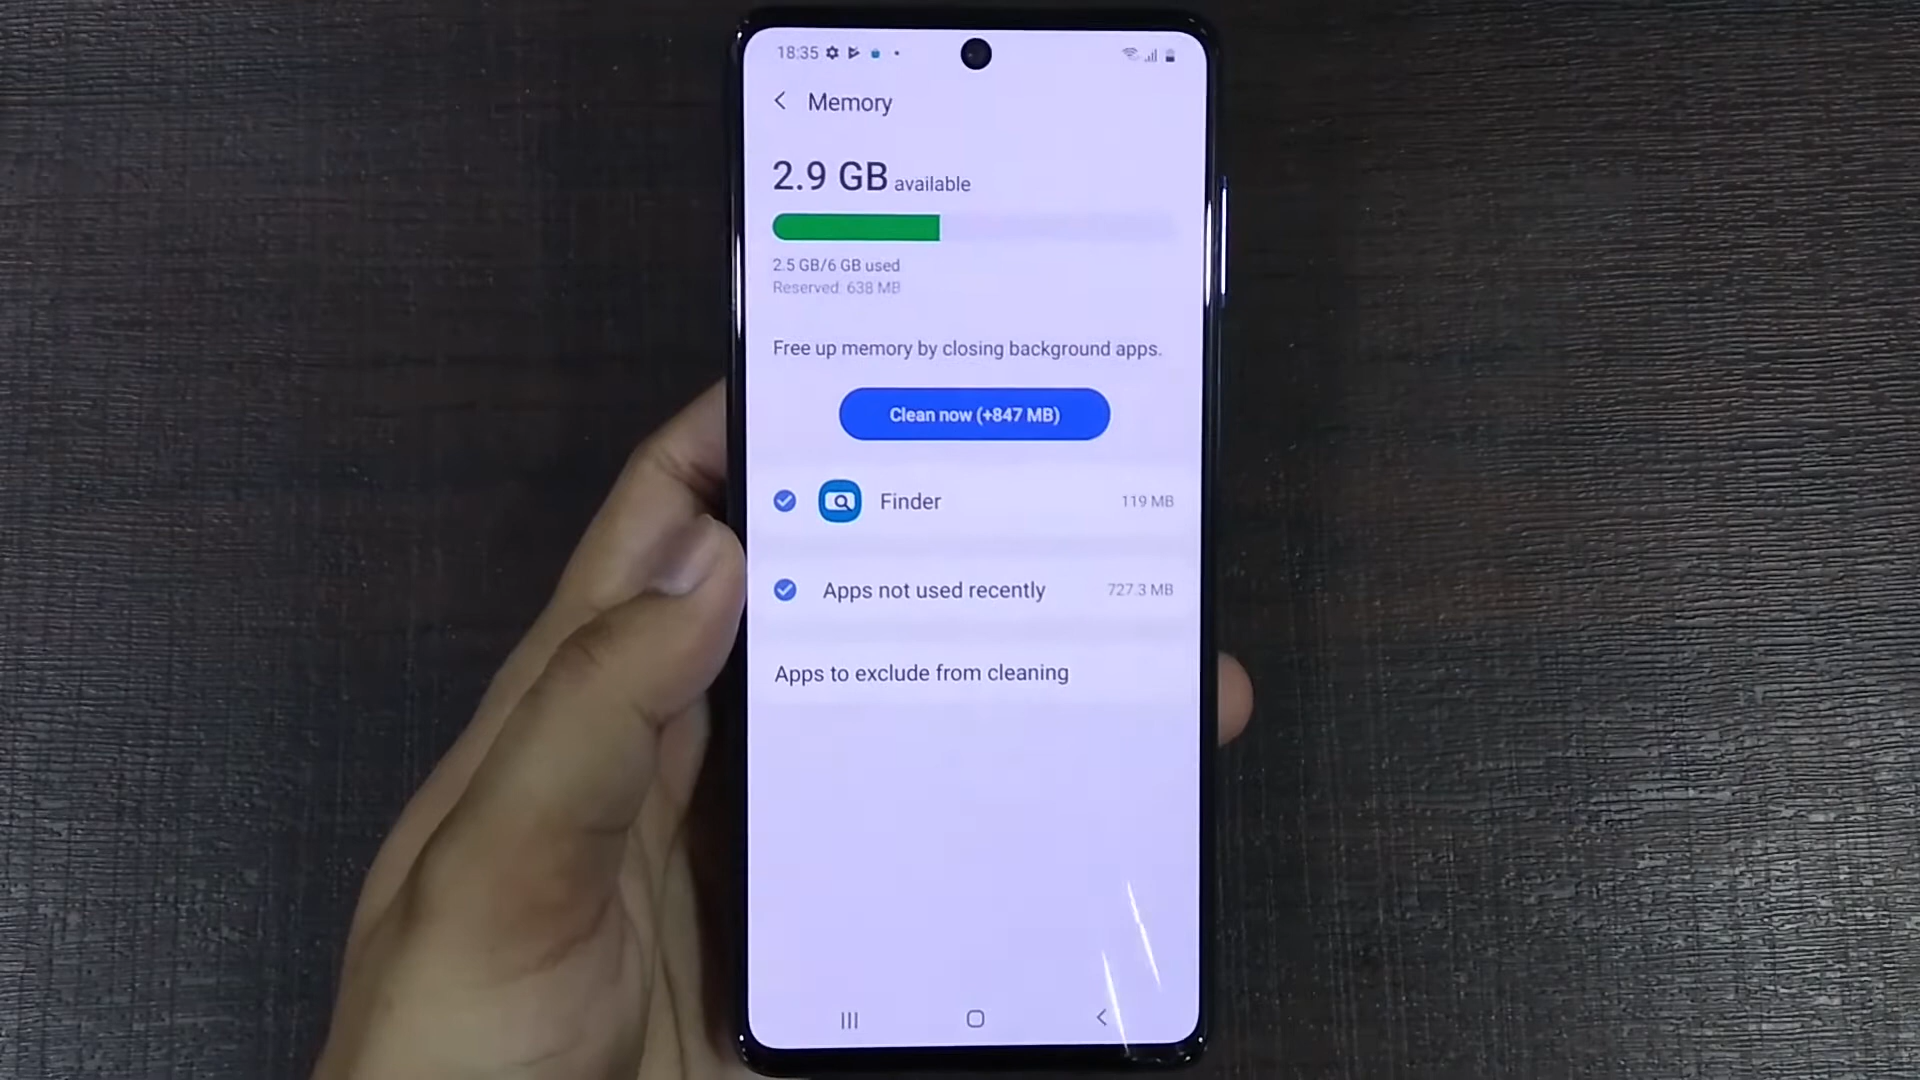 18:35
Memory
2.9 GB available
2.5 GB/6 GB used
Reserved: 638 MB
Free up memory by closing background apps.
Clean now (+847 MB)
Finder 119 MB
Apps not used recently 727.3 MB
Apps to exclude from cleaning